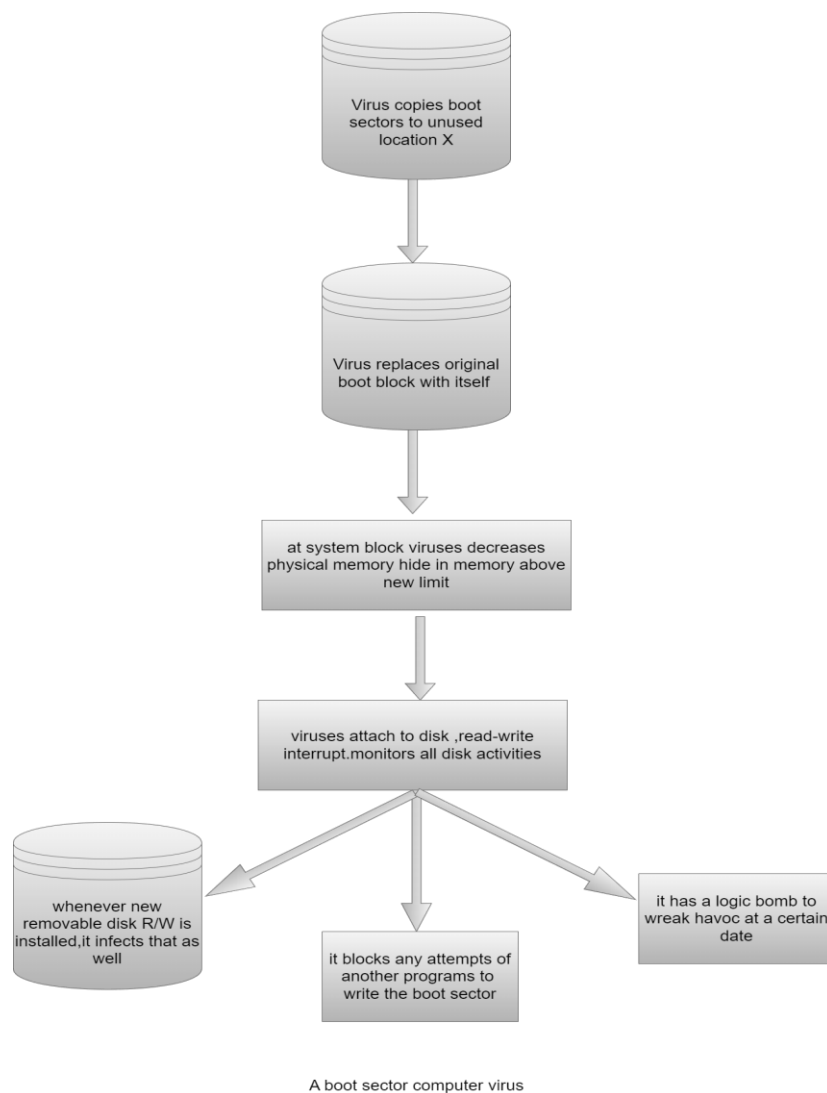 Virus copies boot
sectors to unused
location X
Virus replaces original
boot block with itself
at system block viruses decreases
physical memory hide in memory above
new limit
viruses attach to disk ,read-write
interrupt.monitors all disk activities
whenever new
removable disk R/W is
installed,it infects that as
well
it blocks any attempts of
another programs to
write the boot sector
it has a logic bomb to
wreak havoc at a certain
date
A boot sector computer virus